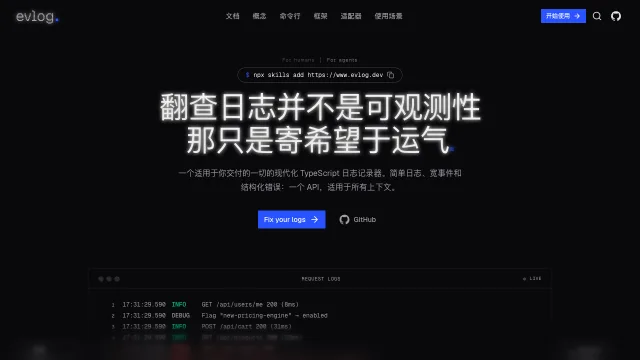 evlog.
文档 概念 命令行 框架 适配器 使用场景
开始使用 →
For humans | For agents
$ npx skills add https://www.evlog.dev
翻查日志并不是可观测性
那只是寄希望于运气.
一个适用于你交付的一切的现代化 TypeScript 日志记录器。简单日志、宽事件和
结构化错误：一个 API，适用于所有上下文。
Fix your logs →
GitHub
REQUEST LOGS
LIVE
1 17:31:29.590 INFO GET /api/users/me 200 (8ms)
2 17:31:29.590 DEBUG Flag "new-pricing-engine" → enabled
3 17:31:29.590 INFO POST /api/cart 200 (31ms)